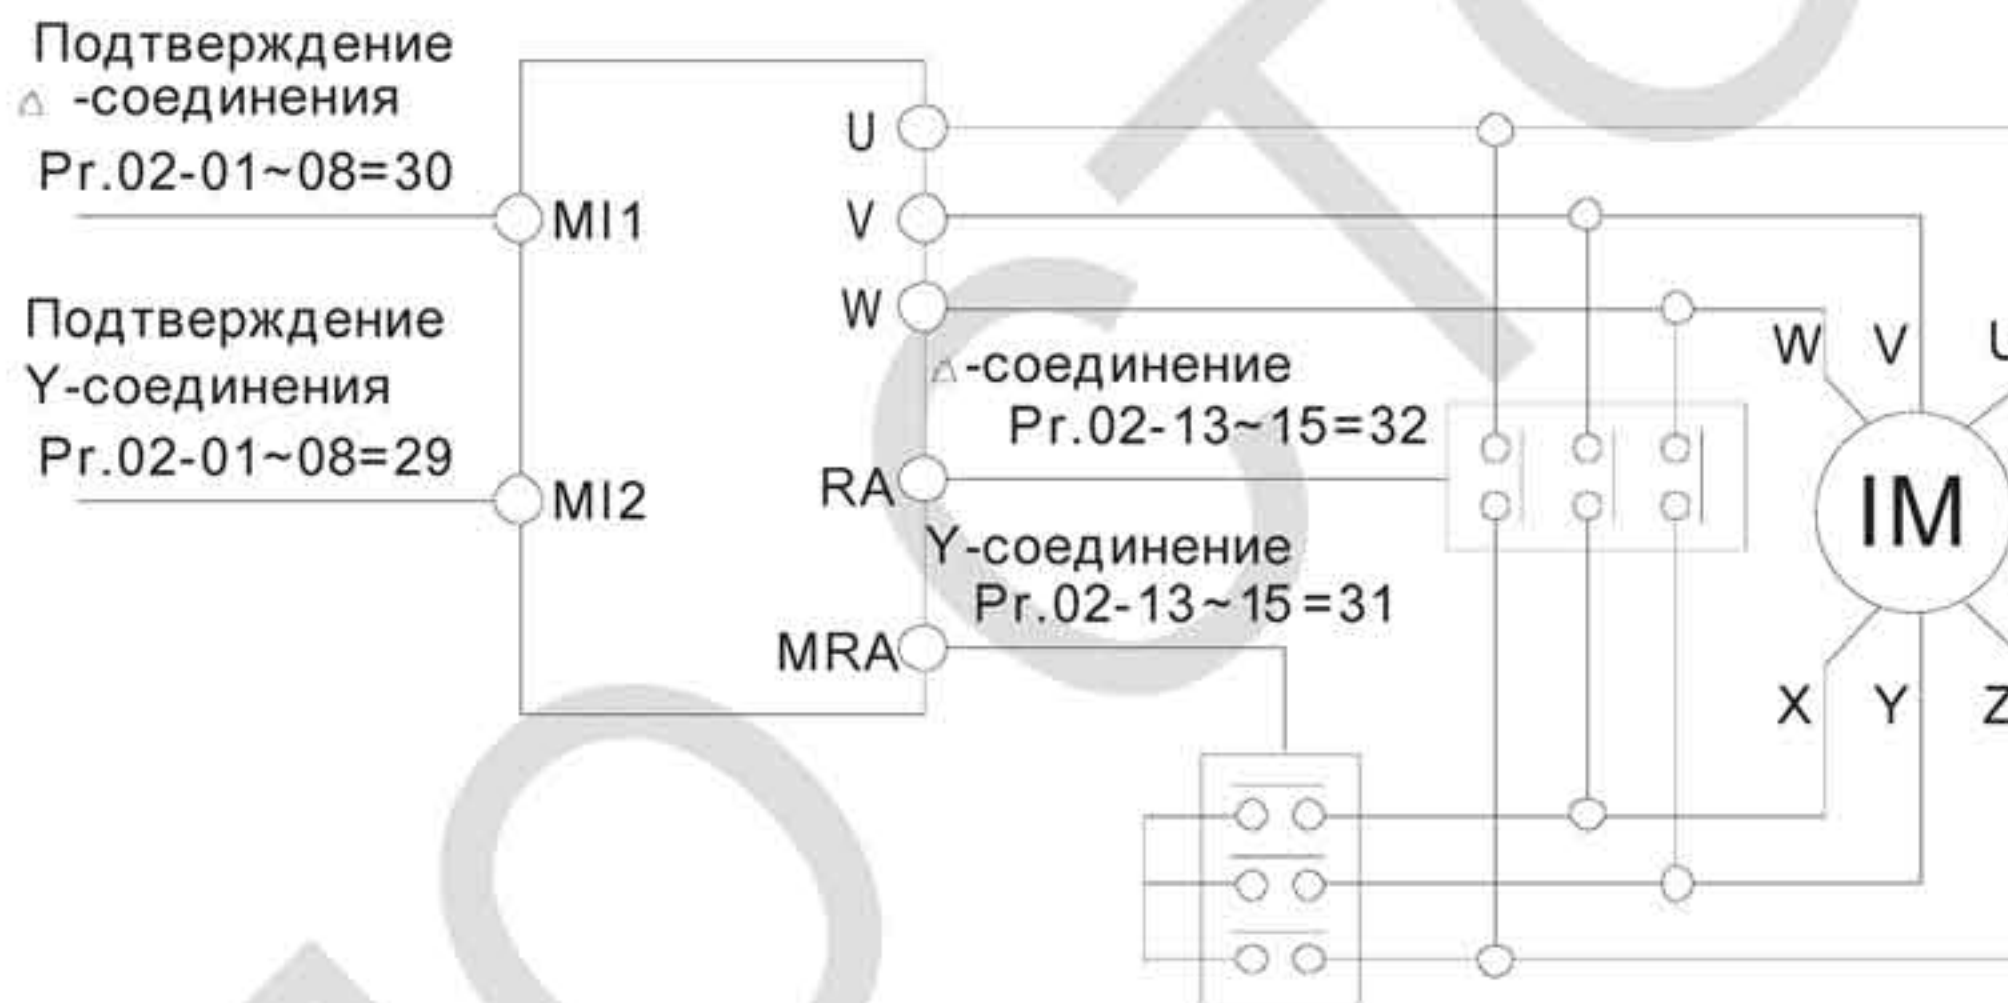 Подтверждение
△ -соединения
Pr.02-01~08=30
MI1
Подтверждение
Y-соединения
Pr.02-01~08=29
MI2
U
V
W
△-соединение
Pr.02-13~15=32
RA
Y-соединение
Pr.02-13~15=31
MRA
W V U
IM
X Y Z